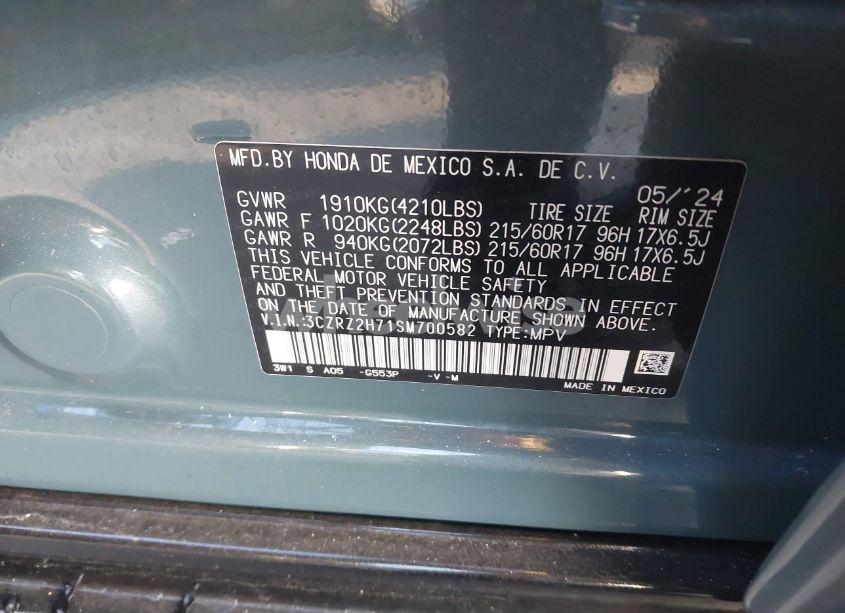 MFD.BY HONDA DE MEXICO S.A. DE C.V.
05/'24
GVWR 1910KG(4210LBS) TIRE SIZE RIM SIZE
GAWR F 1020KG(2248LBS) 215/60R17 96H 17X6.5J
GAWR R 940KG(2072LBS) 215/60R17 96H 17X6.5J
THIS VEHICLE CONFORMS TO ALL APPLICABLE
FEDERAL MOTOR VEHICLE SAFETY
AND THEFT PREVENTION STANDARDS IN EFFECT
ON THE DATE OF MANUFACTURE SHOWN ABOVE.
V.I.N.:3CZRZ2H71SM700582 TYPE:MPV
3W1 S A05 -G553P -V -M
MADE IN MEXICO